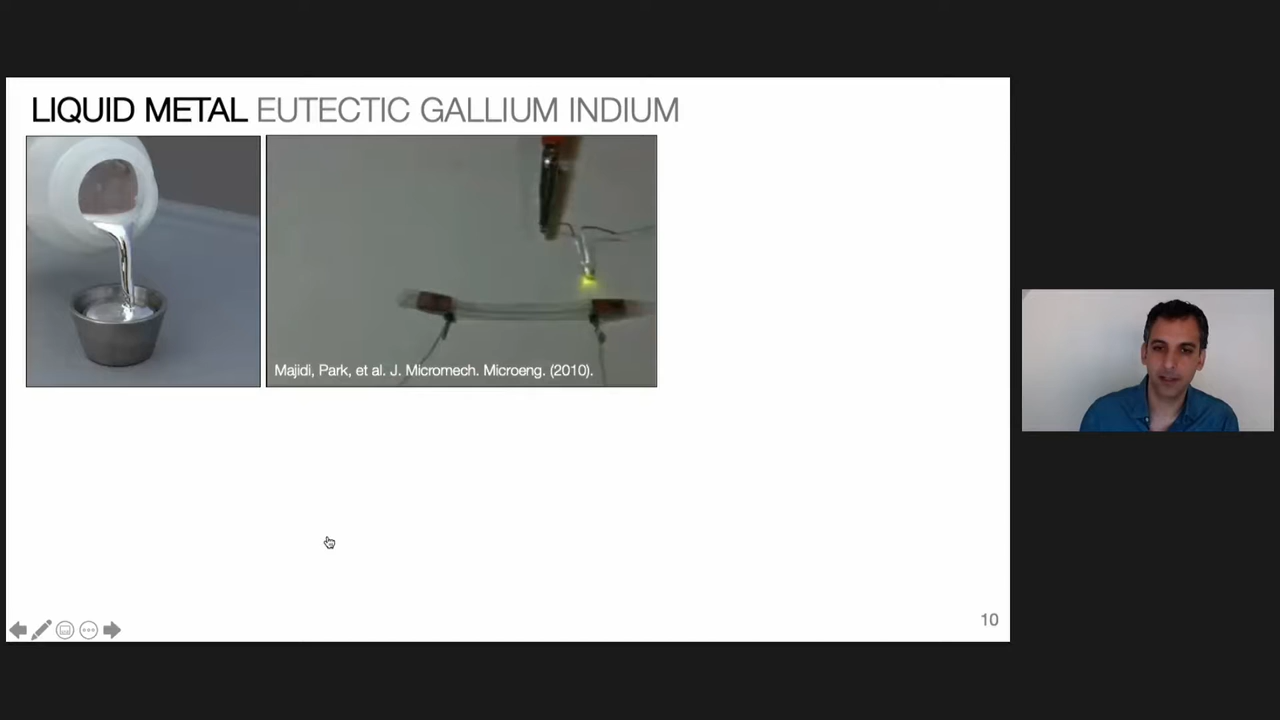 LIQUID METAL EUTECTIC GALLIUM INDIUM
Majidi, Park, et al. J. Micromech. Microeng. (2010).
10